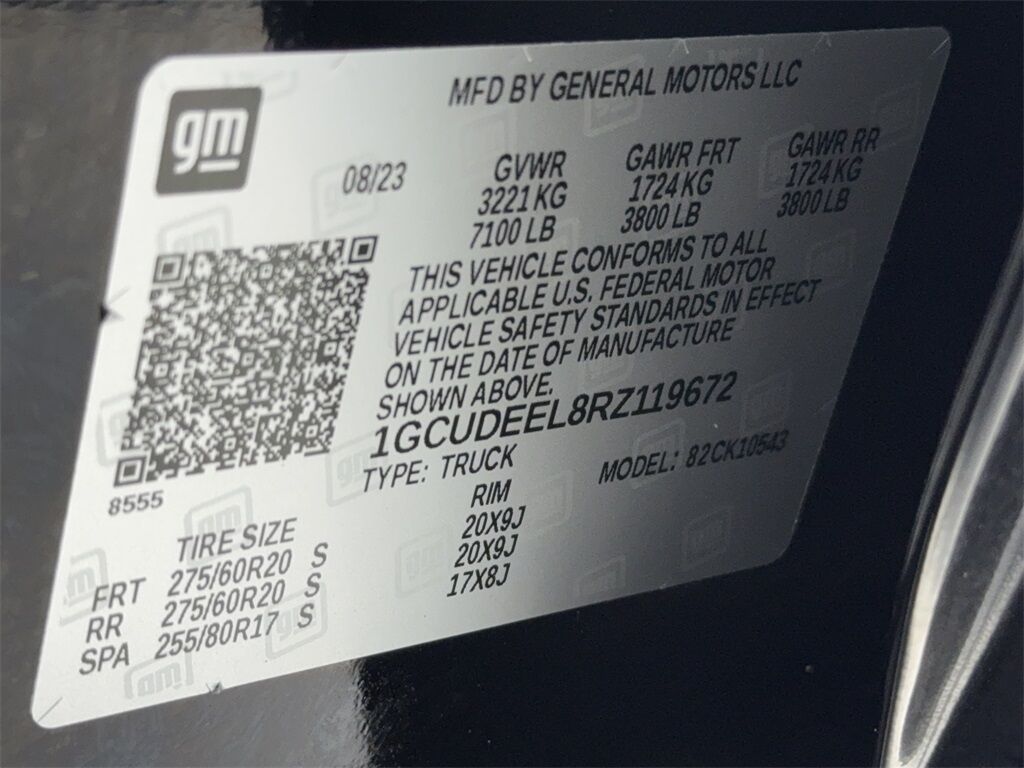 gm
MFD BY GENERAL MOTORS LLC
08/23
GVWR GAWR FRT GAWR RR
3221 KG 1724 KG 1724 KG
7100 LB 3800 LB 3800 LB
THIS VEHICLE CONFORMS TO ALL
APPLICABLE U.S. FEDERAL MOTOR
VEHICLE SAFETY STANDARDS IN EFFECT
ON THE DATE OF MANUFACTURE
SHOWN ABOVE.
1GCUDEEL8RZ119672
TYPE: TRUCK MODEL: 82CK10543
8555
TIRE SIZE RIM
FRT 275/60R20 S 20X9J
RR 275/60R20 S 20X9J
SPA 255/80R17 S 17X8J